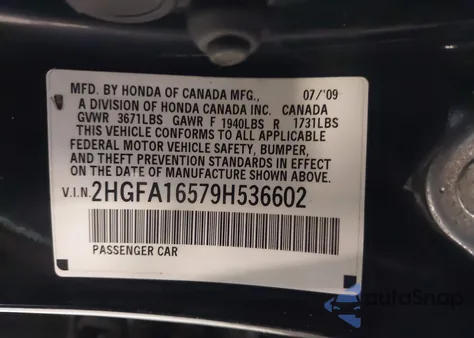 MFD. BY HONDA OF CANADA MFG., 07/'09
A DIVISION OF HONDA CANADA INC. CANADA
GVWR 3671LBS GAWR F 1940LBS R 1731LBS
THIS VEHICLE CONFORMS TO ALL APPLICABLE
FEDERAL MOTOR VEHICLE SAFETY, BUMPER,
AND THEFT PREVENTION STANDARDS IN EFFECT
ON THE DATE OF MANUFACTURE SHOWN ABOVE.
V.I.N. 2HGFA16579H536602
PASSENGER CAR
autoSnap